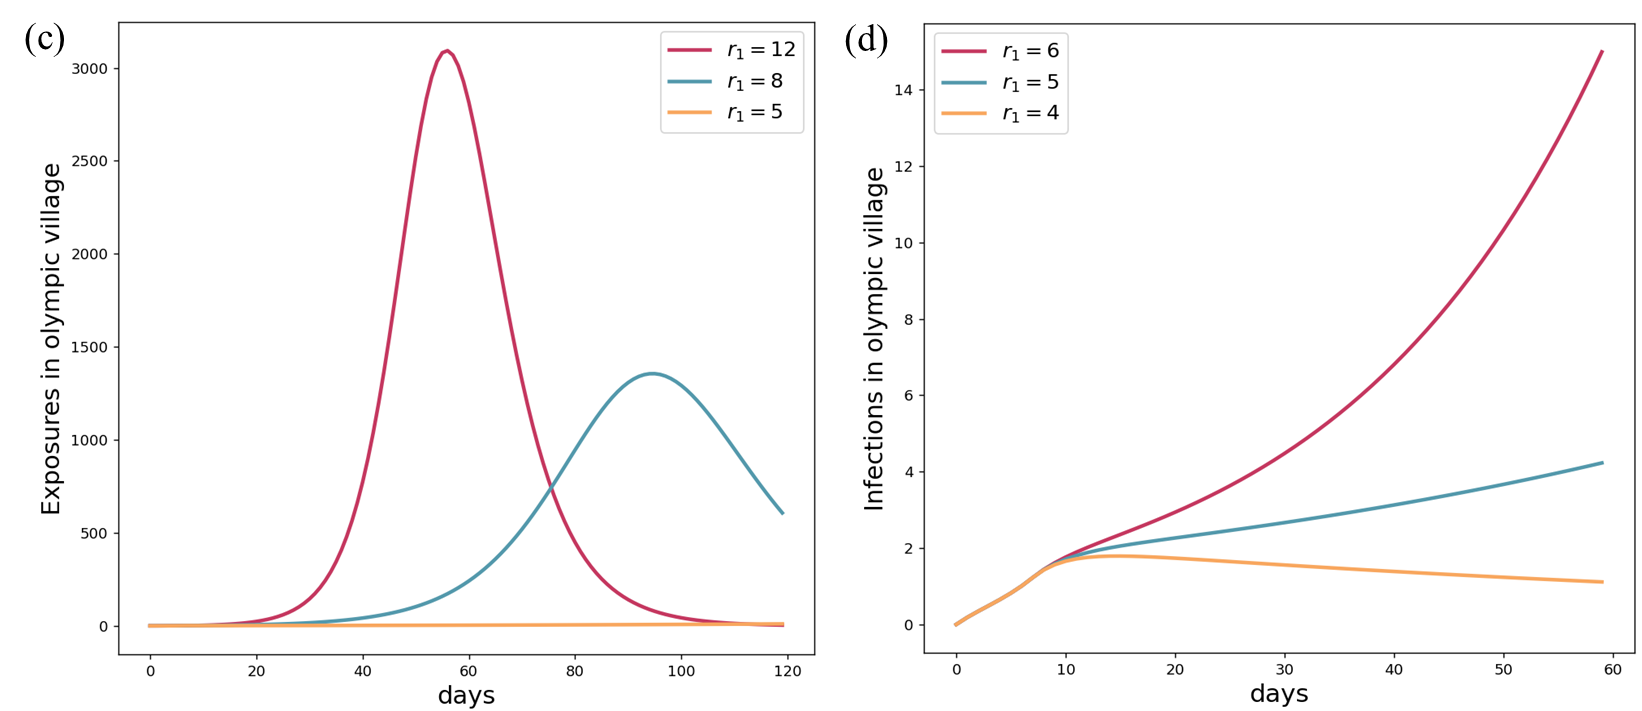 (c)
r₁ = 12
r₁ = 8
r₁ = 5
Exposures in olympic village
3000
2500
2000
1500
1000
500
0
0 20 40 60 80 100 120
days
(d)
r₁ = 6
r₁ = 5
r₁ = 4
Infections in olympic village
14
12
10
8
6
4
2
0
0 10 20 30 40 50 60
days